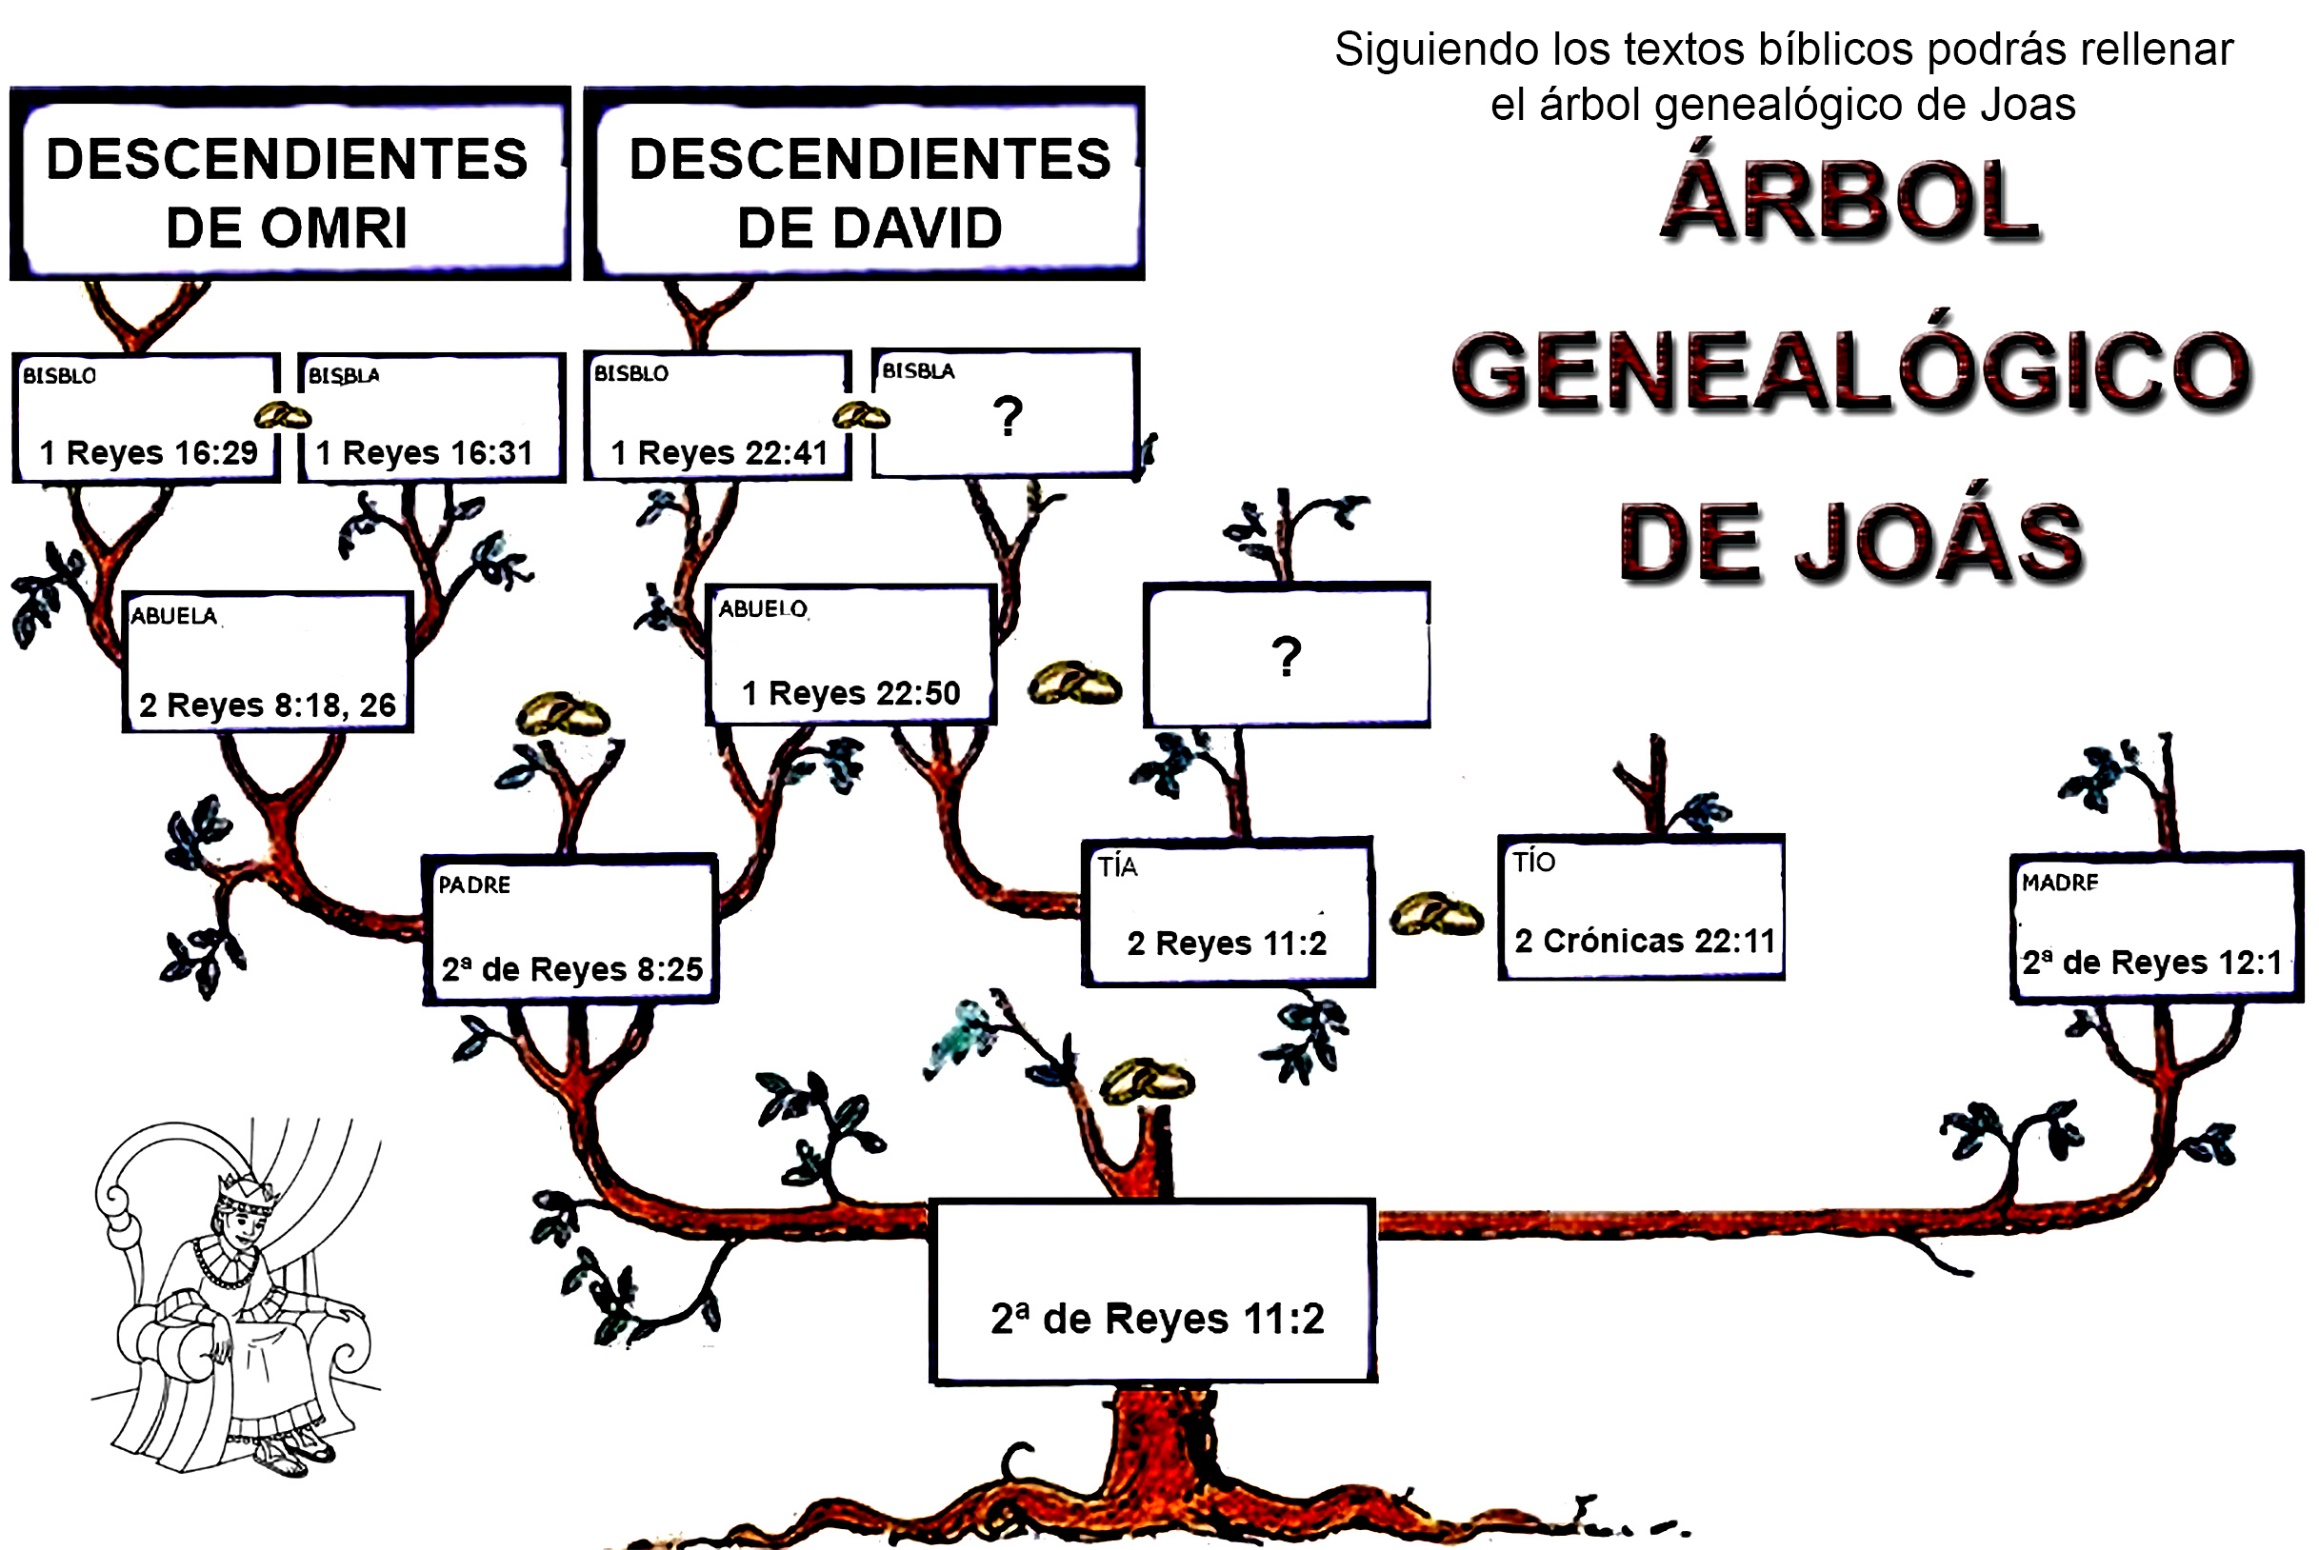 Siguiendo los textos bíblicos podrás rellenar
el árbol genealógico de Joas
ÁRBOL
GENEALÓGICO
DE JOÁS
DESCENDIENTES
DE OMRI
DESCENDIENTES
DE DAVID
BISBLO
1 Reyes 16:29
BISBLA
1 Reyes 16:31
BISBLO
1 Reyes 22:41
BISBLA
?
ABUELA
2 Reyes 8:18, 26
ABUELO
1 Reyes 22:50
?
PADRE
2ª de Reyes 8:25
TÍA
2 Reyes 11:2
TÍO
2 Crónicas 22:11
MADRE
2ª de Reyes 12:1
2ª de Reyes 11:2